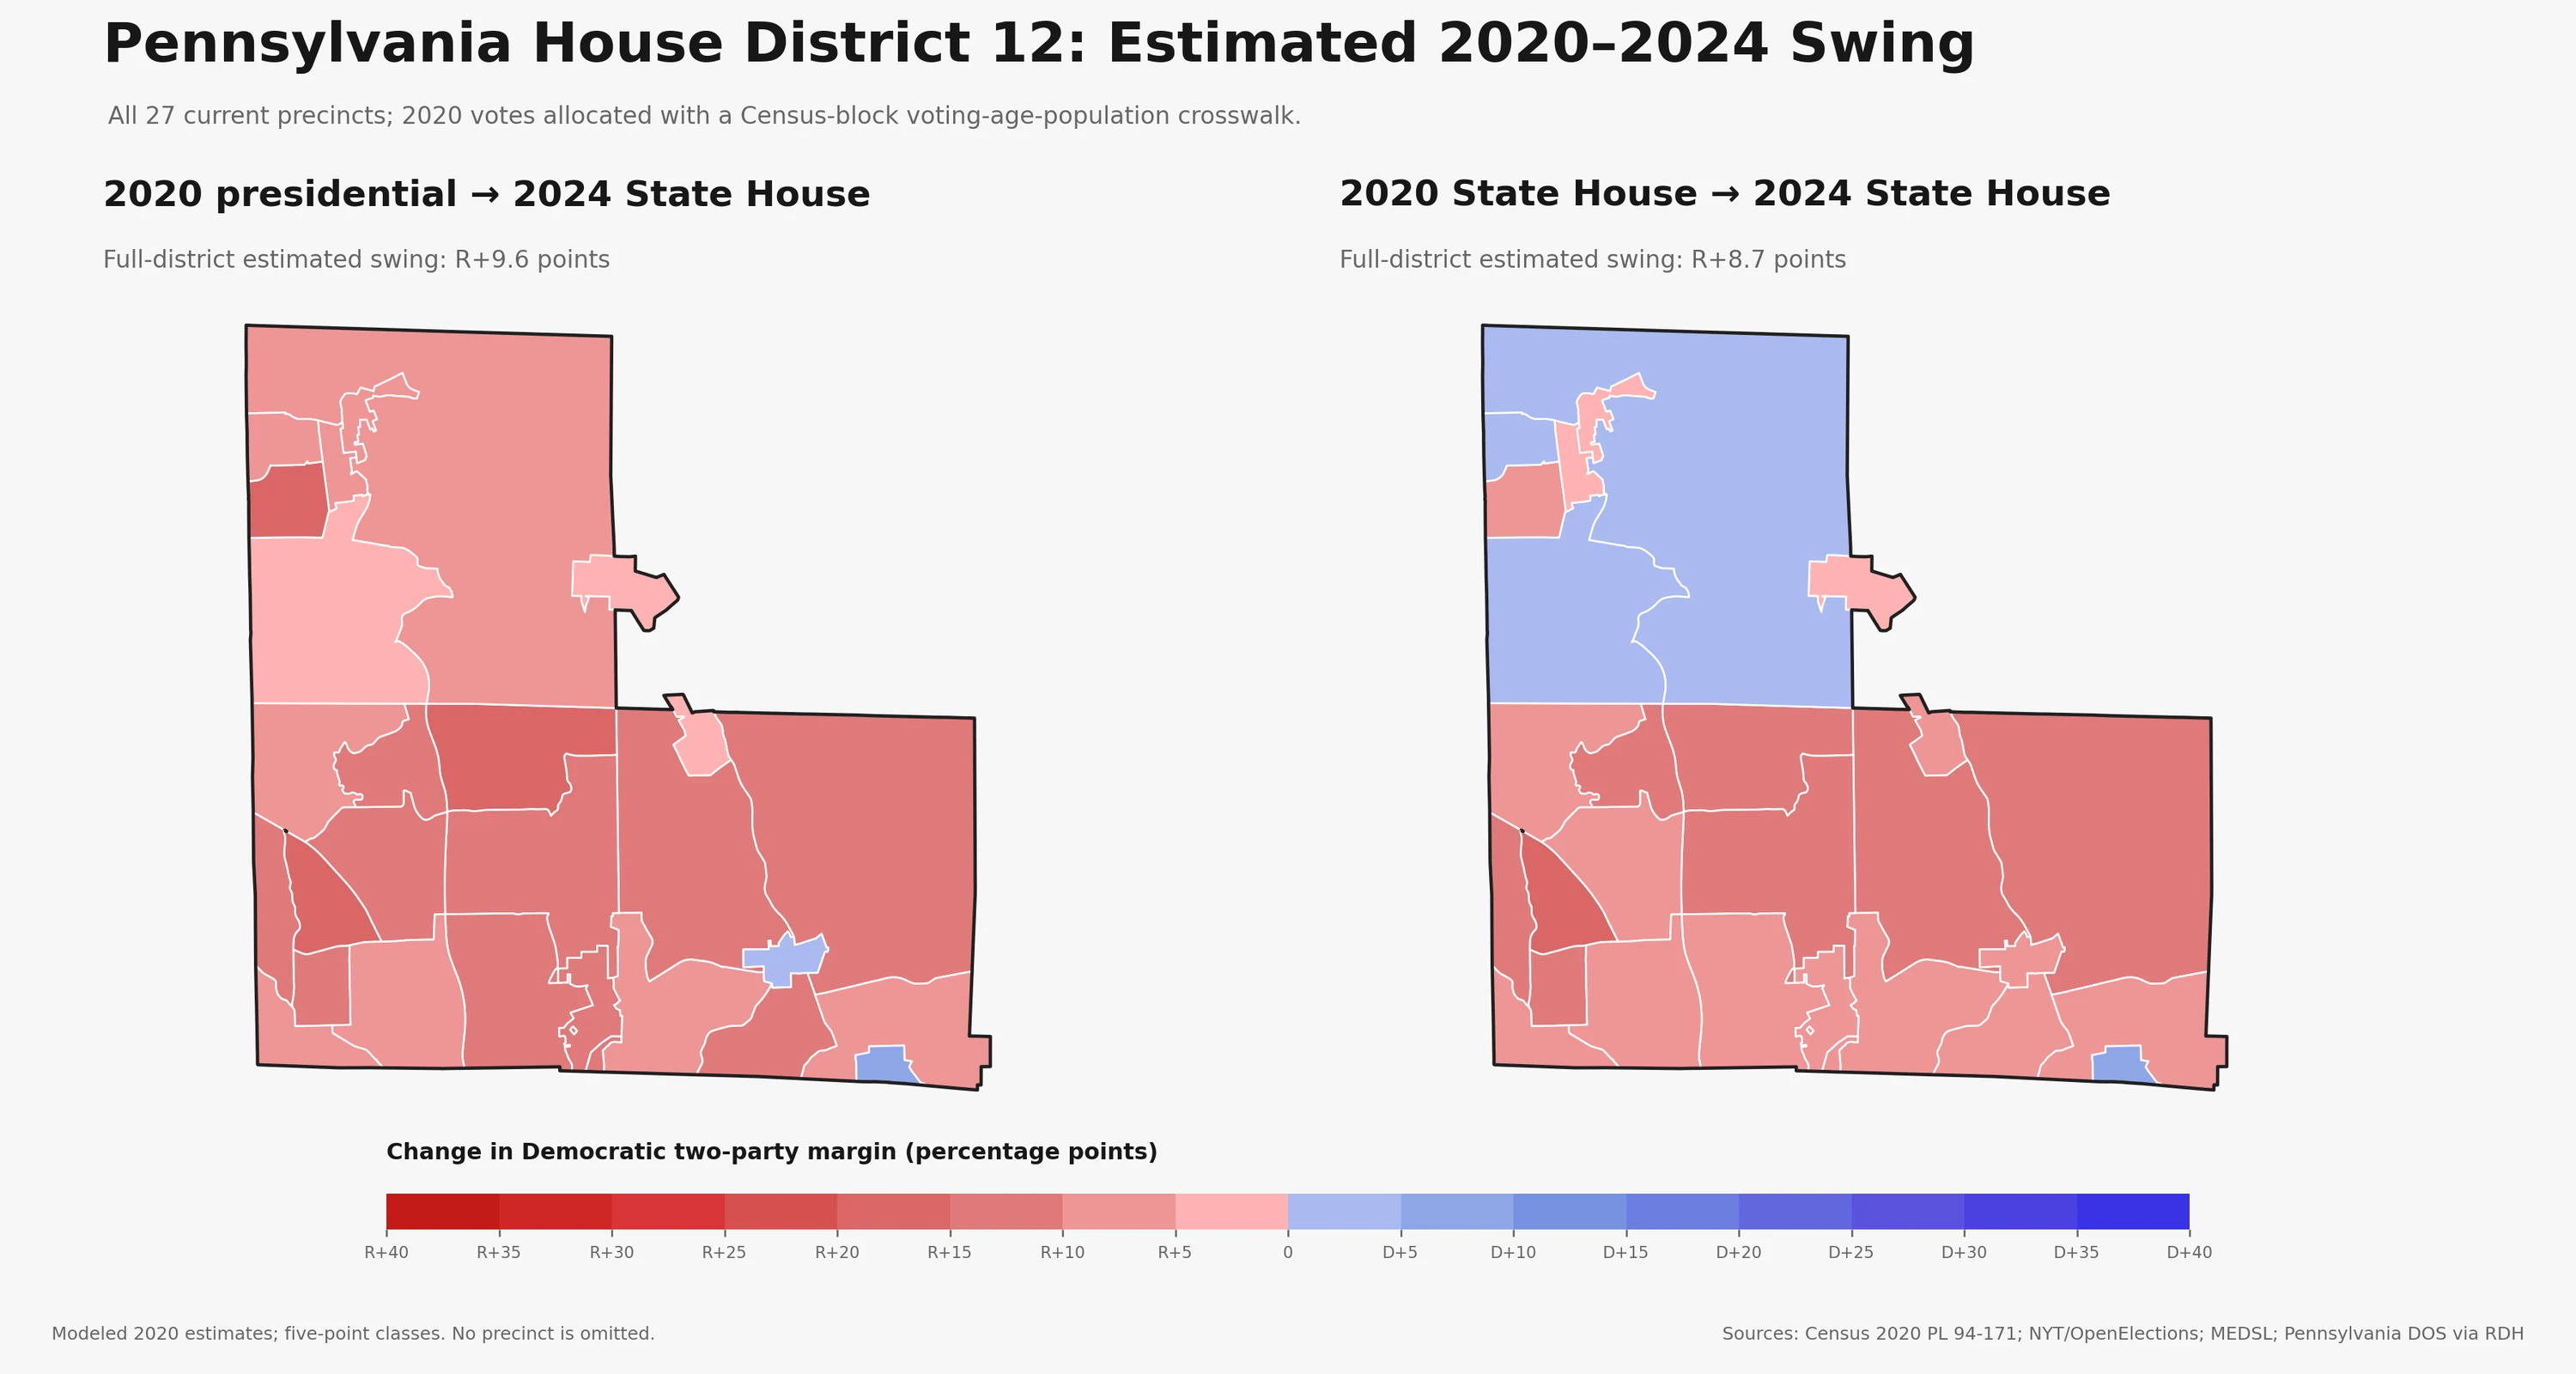 Pennsylvania House District 12: Estimated 2020–2024 Swing
All 27 current precincts; 2020 votes allocated with a Census-block voting-age-population crosswalk.
2020 presidential → 2024 State House
Full-district estimated swing: R+9.6 points
2020 State House → 2024 State House
Full-district estimated swing: R+8.7 points
Change in Democratic two-party margin (percentage points)
R+40 R+35 R+30 R+25 R+20 R+15 R+10 R+5 0 D+5 D+10 D+15 D+20 D+25 D+30 D+35 D+40
Modeled 2020 estimates; five-point classes. No precinct is omitted.
Sources: Census 2020 PL 94-171; NYT/OpenElections; MEDSL; Pennsylvania DOS via RDH